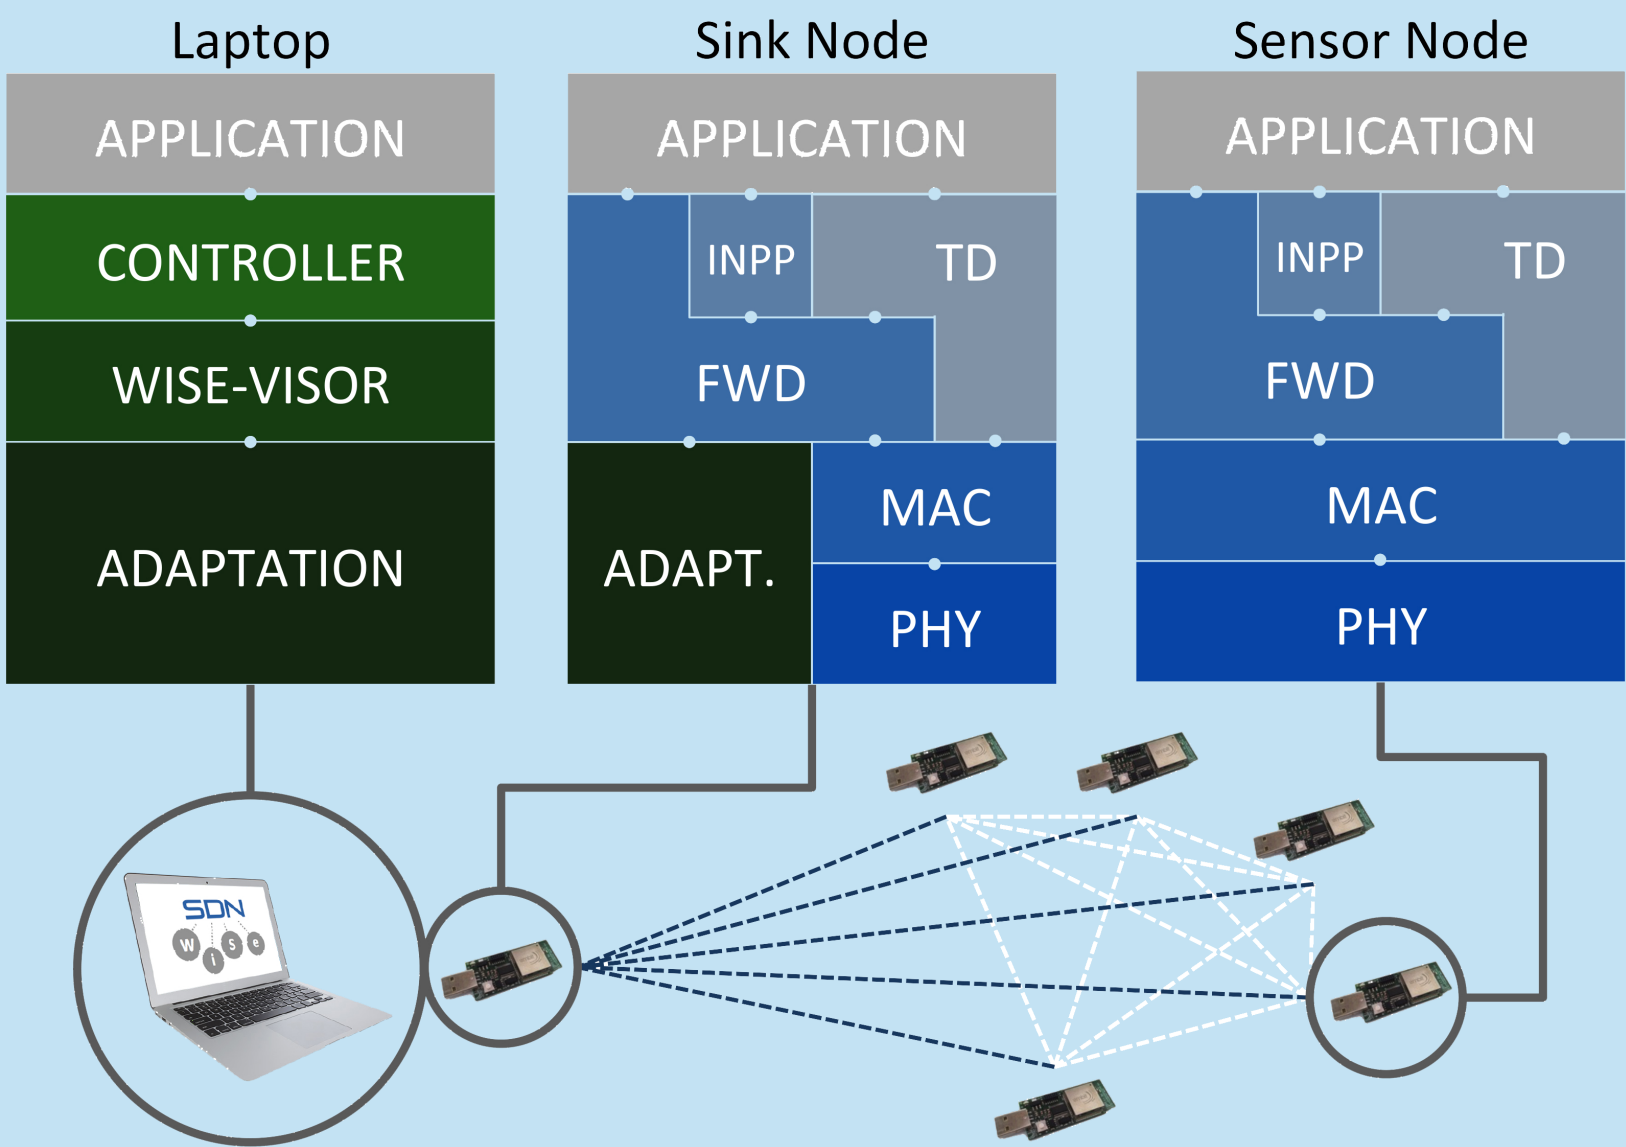 Laptop
APPLICATION
CONTROLLER
WISE-VISOR
ADAPTATION
Sink Node
APPLICATION
INPP
TD
FWD
ADAPT.
MAC
PHY
Sensor Node
APPLICATION
INPP
TD
FWD
MAC
PHY
SDN
w i S e